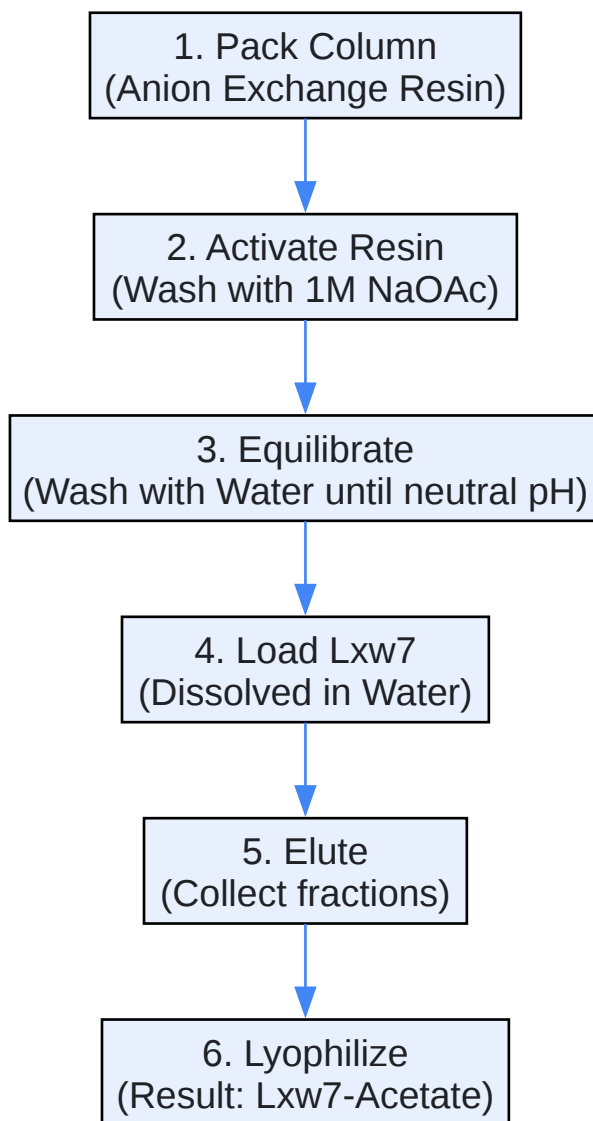 1. Pack Column
(Anion Exchange Resin)
2. Activate Resin
(Wash with 1M NaOAc)
3. Equilibrate
(Wash with Water until neutral pH)
4. Load Lxw7
(Dissolved in Water)
5. Elute
(Collect fractions)
6. Lyophilize
(Result: Lxw7-Acetate)